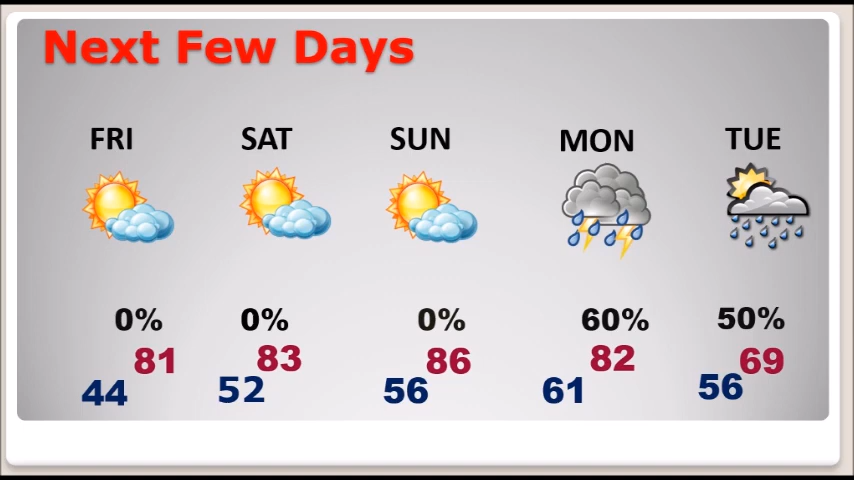 Next Few Days
FRI SAT SUN MON TUE
0% 0% 0% 60% 50%
81 83 86 82 69
44 52 56 61 56